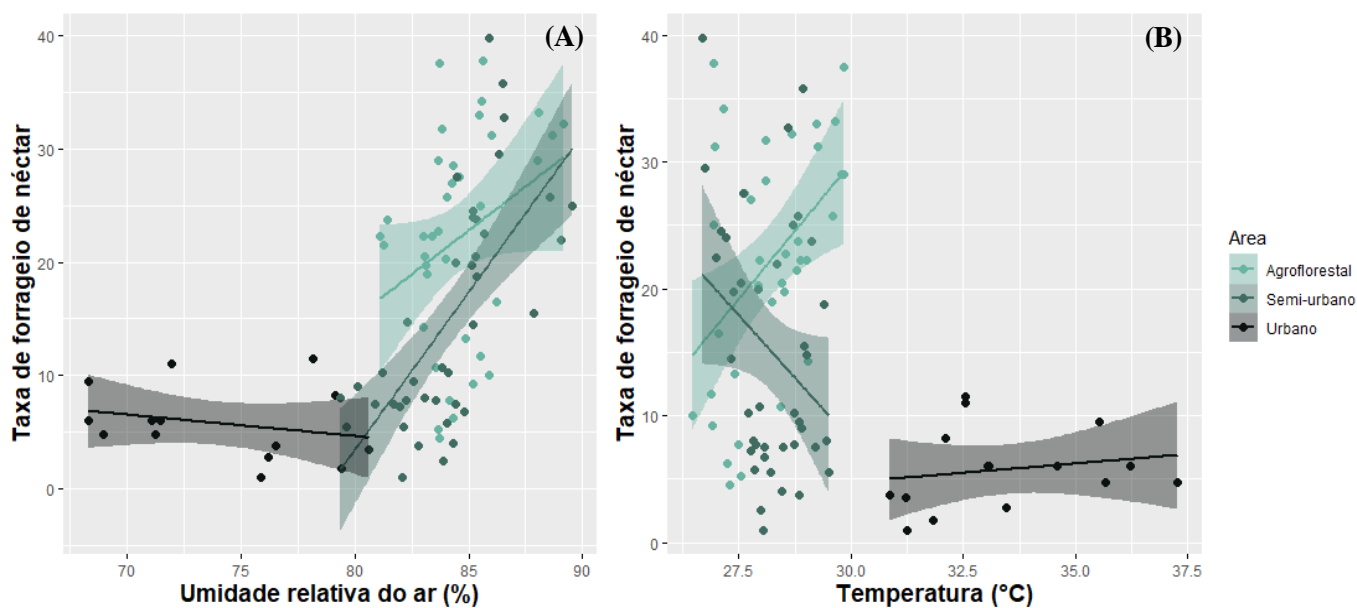 (A)
Taxa de forrageio de néctar
40
30
20
10
0
70 75 80 85 90
Umidade relativa do ar (%)
(B)
Taxa de forrageio de néctar
40
30
20
10
0
27.5 30.0 32.5 35.0 37.5
Temperatura (°C)
Area
Agroflorestal
Semi-urbano
Urbano